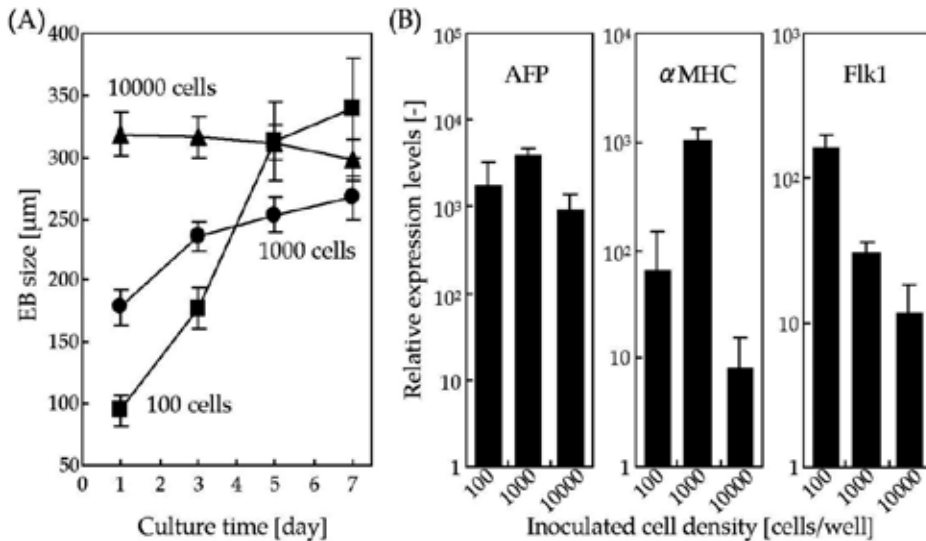 (A)
400
350
300
250
200
150
100
50
EB size [μm]
10000 cells
1000 cells
100 cells
0 1 2 3 4 5 6 7
Culture time [day]
(B)
Relative expression levels [-]
AFP
10⁵
10⁴
10³
10²
10
1
100 1000 10000
αMHC
10⁴
10³
10²
10
1
100 1000 10000
Flk1
10³
10²
10
1
100 1000 10000
Inoculated cell density [cells/well]